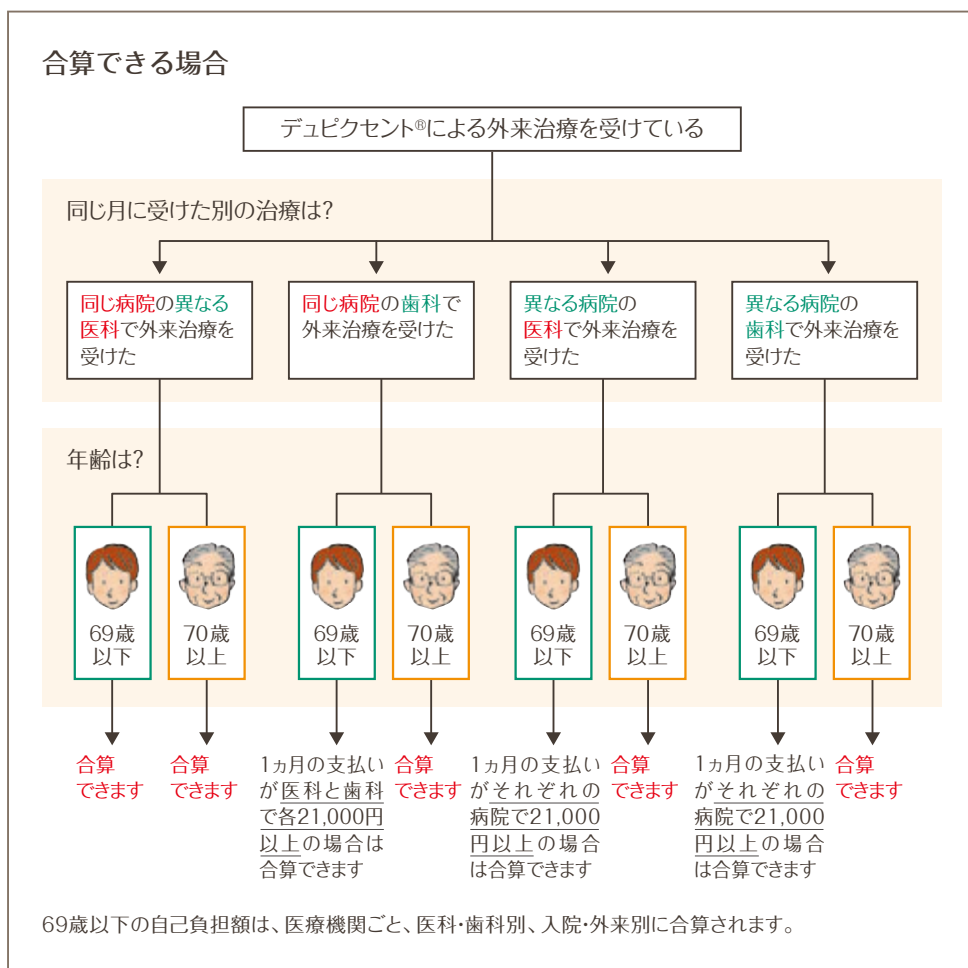 合算できる場合
デュピクセント®による外来治療を受けている
同じ月に受けた別の治療は?
同じ病院の異なる
医科で外来治療を
受けた
同じ病院の歯科で
外来治療を受けた
異なる病院の
医科で外来治療を
受けた
異なる病院の
歯科で外来治療を
受けた
年齢は?
69歳
以下
70歳
以上
69歳
以下
70歳
以上
69歳
以下
70歳
以上
69歳
以下
70歳
以上
合算
できます
合算
できます
1ヵ月の支払い
が医科と歯科
で各21,000円
以上の場合は
合算できます
合算
できます
1ヵ月の支払い
がそれぞれの
病院で21,000
円以上の場合
は合算できます
合算
できます
1ヵ月の支払い
がそれぞれの
病院で21,000
円以上の場合
は合算できます
合算
できます
69歳以下の自己負担額は、医療機関ごと、医科・歯科別、入院・外来別に合算されます。